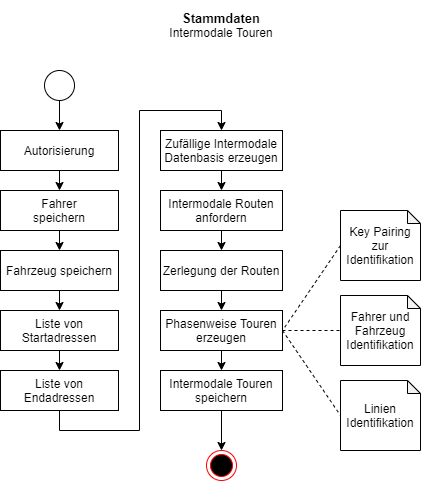 Stammdaten
Intermodale Touren
Autorisierung
Fahrer
speichern
Fahrzeug speichern
Liste von
Startadressen
Liste von
Endadressen
Zufällige Intermodale
Datenbasis erzeugen
Intermodale Routen
anfordern
Zerlegung der Routen
Phasenweise Touren
erzeugen
Intermodale Touren
speichern
Key Pairing
zur
Identifikation
Fahrer und
Fahrzeug
Identifikation
Linien
Identifikation